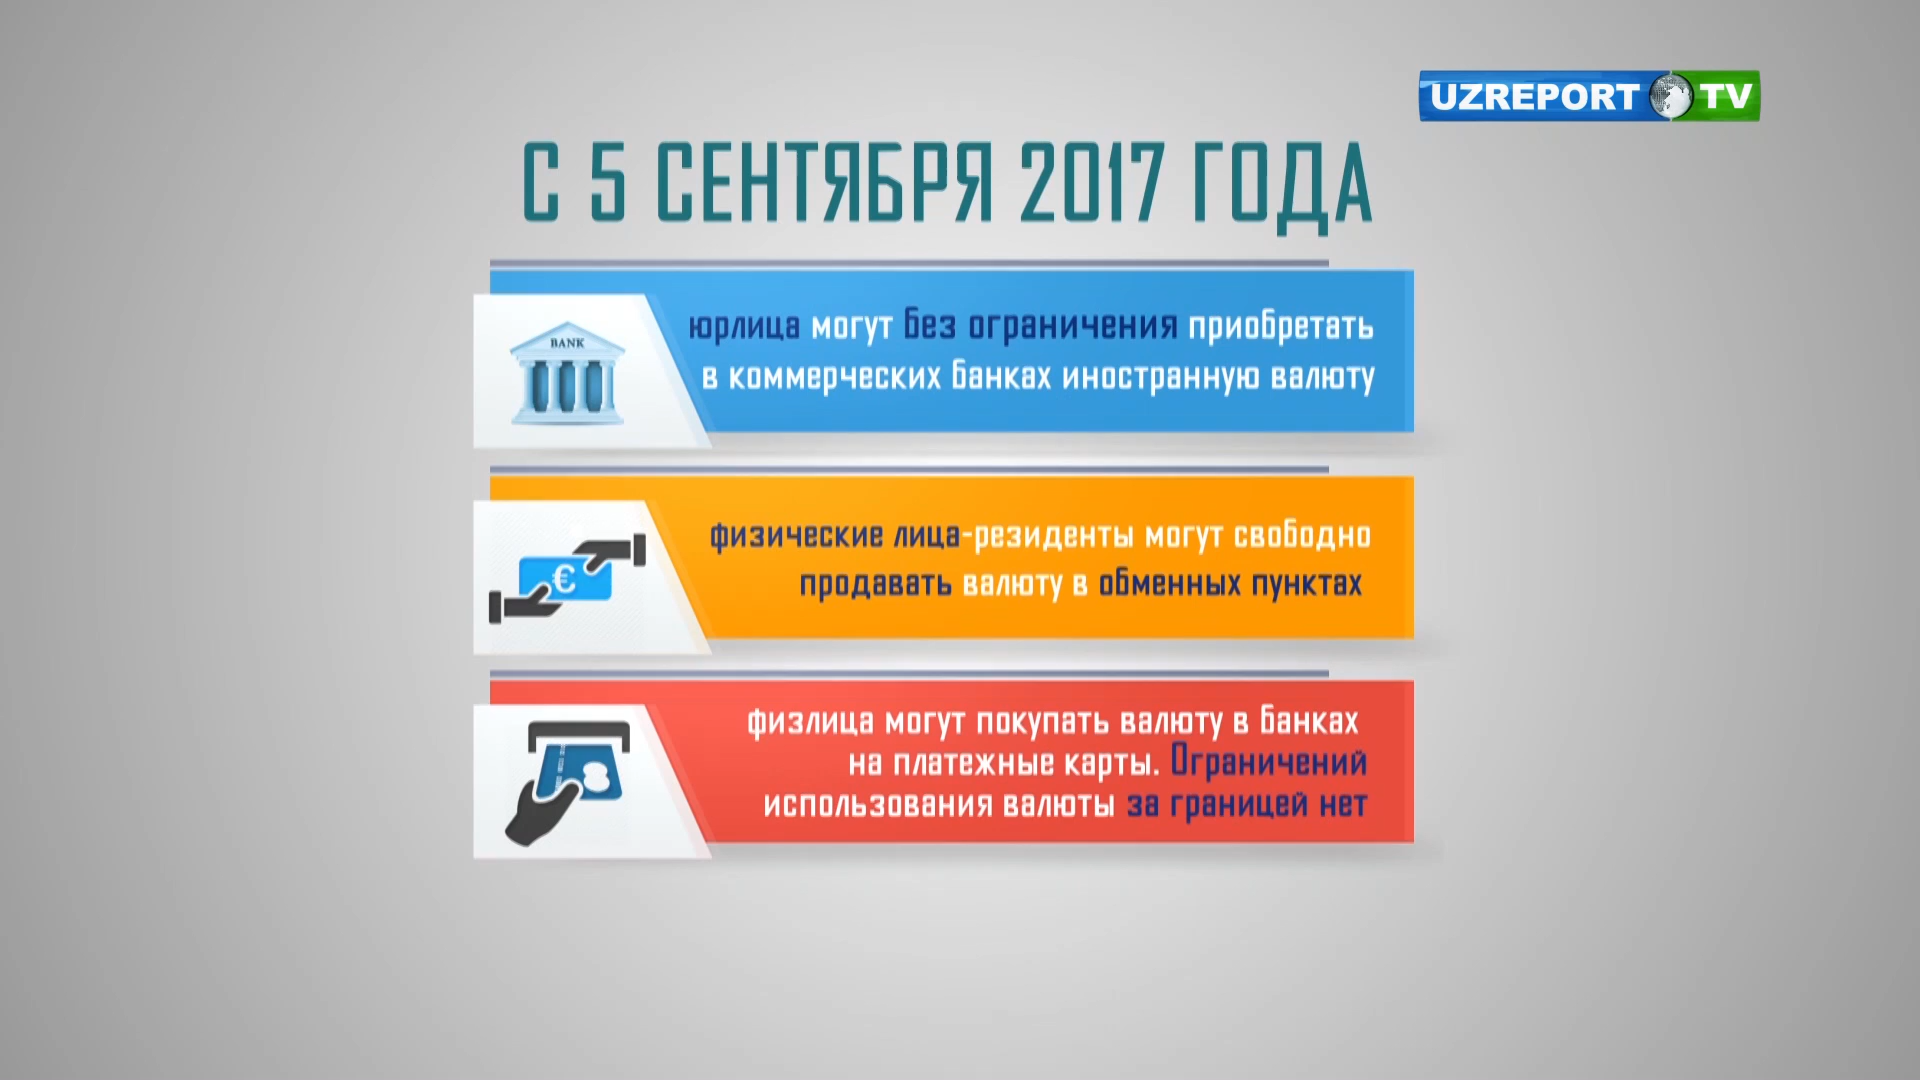 UZREPORT TV
С 5 СЕНТЯБРЯ 2017 ГОДА
BANK
юрлица могут без ограничения приобретать
в коммерческих банках иностранную валюту
физические лица-резиденты могут свободно
продавать валюту в обменных пунктах
€
физлица могут покупать валюту в банках
на платежные карты. Ограничений
использования валюты за границей нет